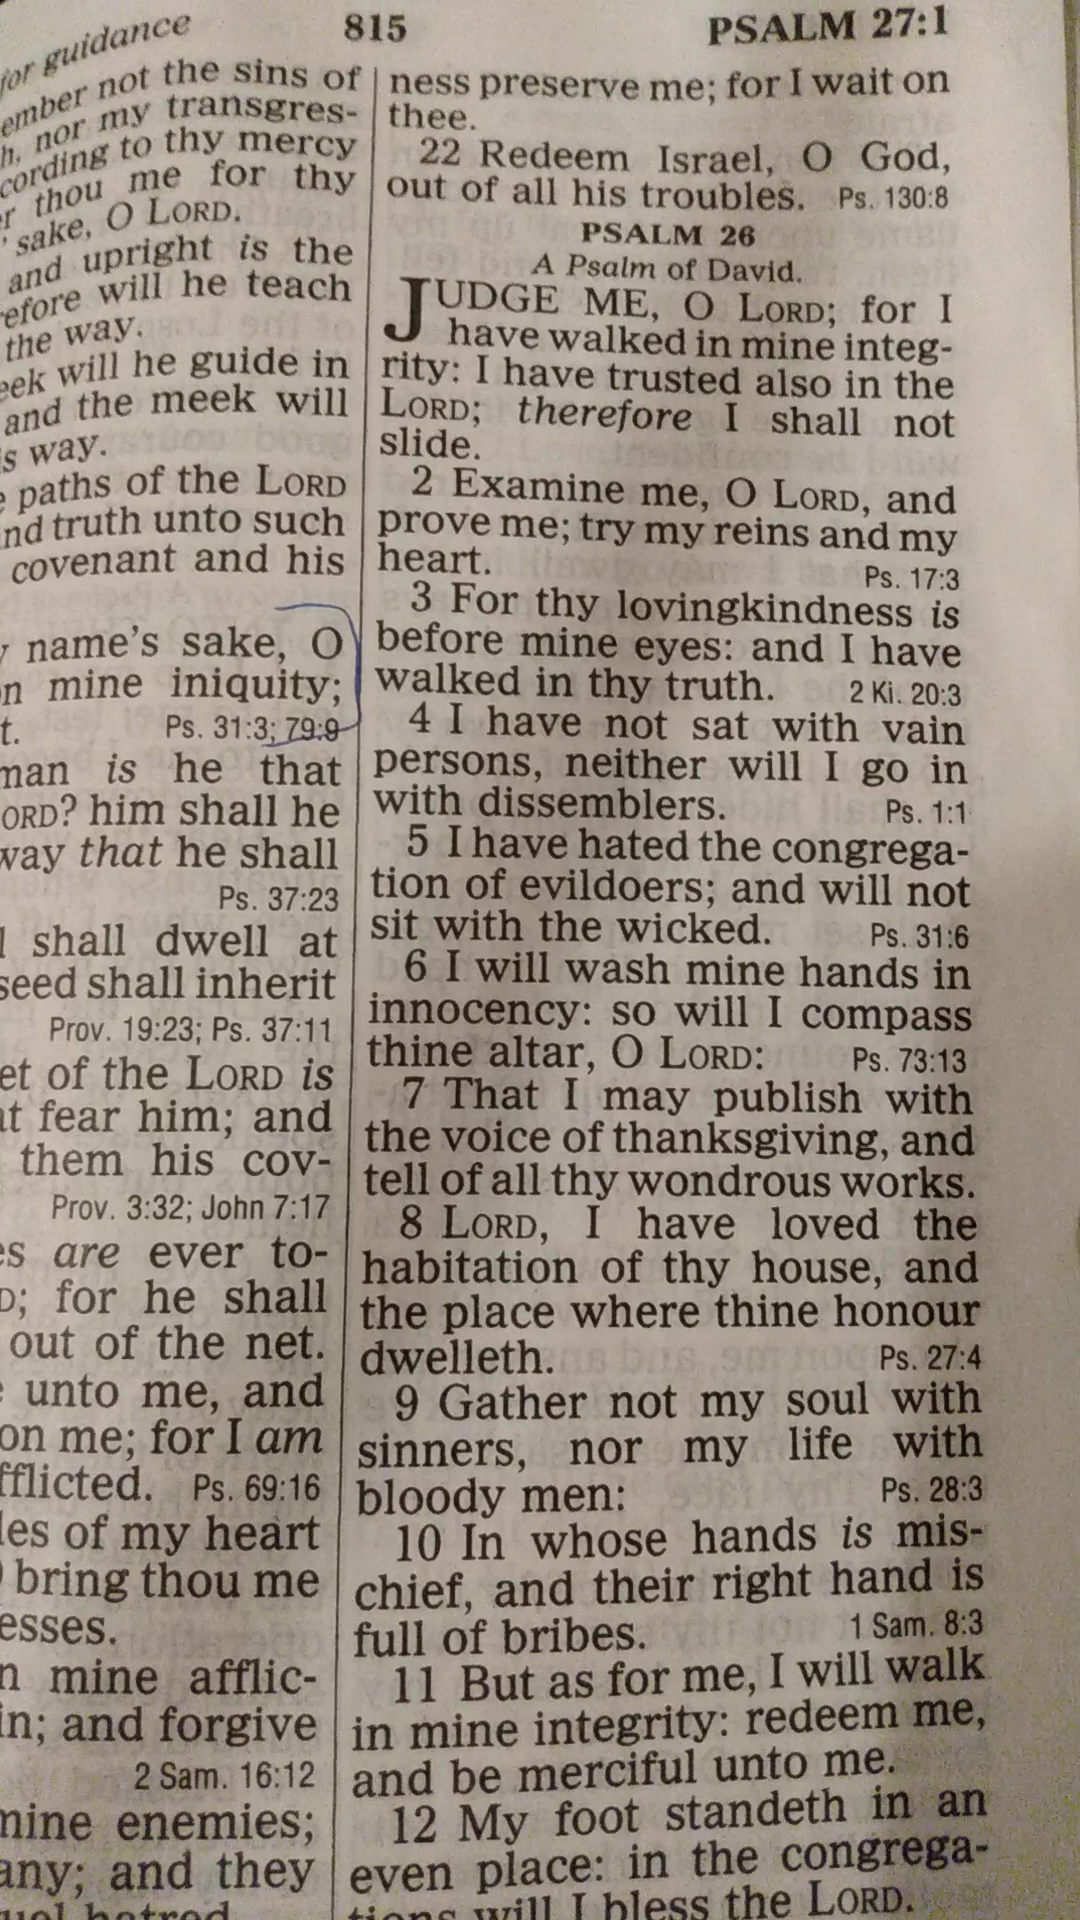 for guidance
815
PSALM 27:1
ember not the sins of
nor my transgres-
cording to thy mercy
thou me for thy
sake, O LORD.
and upright is the
efore will he teach
the way.
eek will he guide in
and the meek will
s way.
paths of the LORD
nd truth unto such
covenant and his
name's sake, O
on mine iniquity;
t. Ps. 31:3; 79:9
man is he that
ORD? him shall he
way that he shall
Ps. 37:23
shall dwell at
seed shall inherit
Prov. 19:23; Ps. 37:11
et of the LORD is
at fear him; and
them his cov-
Prov. 3:32; John 7:17
es are ever to-
D; for he shall
out of the net.
unto me, and
on me; for I am
fflicted. Ps. 69:16
les of my heart
bring thou me
esses.
n mine afflic-
in; and forgive
2 Sam. 16:12
mine enemies;
any; and they
uel hatred.
ness preserve me; for I wait on
thee.
22 Redeem Israel, O God,
out of all his troubles. Ps. 130:8
PSALM 26
A Psalm of David.
JUDGE ME, O LORD; for I
have walked in mine integ-
rity: I have trusted also in the
LORD; therefore I shall not
slide.
2 Examine me, O LORD, and
prove me; try my reins and my
heart. Ps. 17:3
3 For thy lovingkindness is
before mine eyes: and I have
walked in thy truth. 2 Ki. 20:3
4 I have not sat with vain
persons, neither will I go in
with dissemblers. Ps. 1:1
5 I have hated the congrega-
tion of evildoers; and will not
sit with the wicked. Ps. 31:6
6 I will wash mine hands in
innocency: so will I compass
thine altar, O LORD: Ps. 73:13
7 That I may publish with
the voice of thanksgiving, and
tell of all thy wondrous works.
8 LORD, I have loved the
habitation of thy house, and
the place where thine honour
dwelleth. Ps. 27:4
9 Gather not my soul with
sinners, nor my life with
bloody men: Ps. 28:3
10 In whose hands is mis-
chief, and their right hand is
full of bribes. 1 Sam. 8:3
11 But as for me, I will walk
in mine integrity: redeem me,
and be merciful unto me.
12 My foot standeth in an
even place: in the congrega-
tions will I bless the LORD.